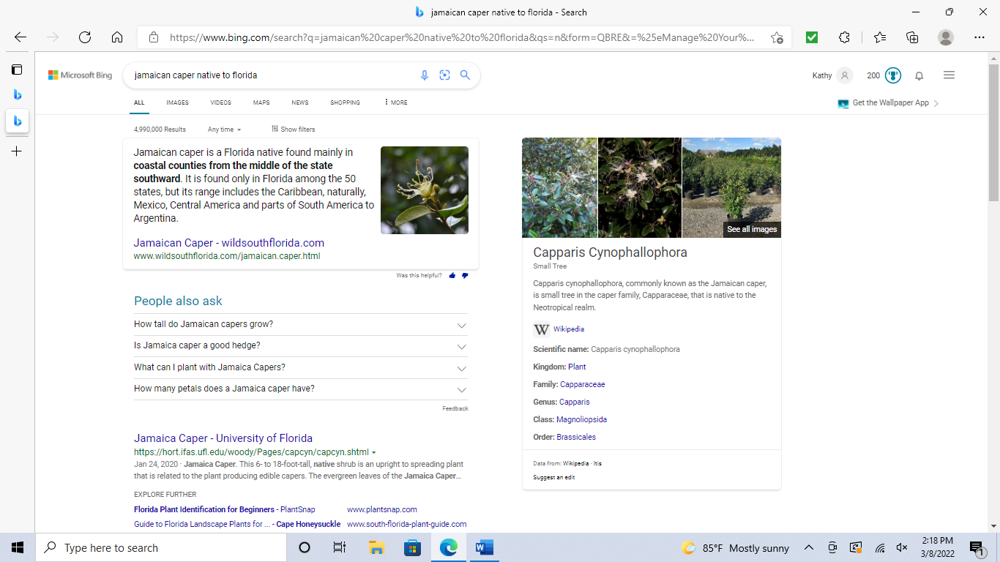 jamaican caper native to florida - Search
https://www.bing.com/search?q=jamaican%20caper%20native%20to%20florida&qs=n&form=QBRE&=%25eManage%20Your%...
Microsoft Bing
jamaican caper native to florida
Kathy
200
ALL
IMAGES
VIDEOS
MAPS
NEWS
SHOPPING
MORE
Get the Wallpaper App
4,990,000 Results
Any time
Show filters
Jamaican caper is a Florida native found mainly in
coastal counties from the middle of the state
southward. It is found only in Florida among the 50
states, but its range includes the Caribbean, naturally,
Mexico, Central America and parts of South America to
Argentina.
Jamaican Caper - wildsouthflorida.com
www.wildsouthflorida.com/jamaican.caper.html
Was this helpful?
People also ask
How tall do Jamaican capers grow?
Is Jamaica caper a good hedge?
What can I plant with Jamaica Capers?
How many petals does a Jamaica caper have?
Feedback
Jamaica Caper - University of Florida
https://hort.ifas.ufl.edu/woody/Pages/capcyn/capcyn.shtml
Jan 24, 2020 · Jamaica Caper. This 6- to 18-foot-tall, native shrub is an upright to spreading plant
that is related to the plant producing edible capers. The evergreen leaves of the Jamaica Caper...
EXPLORE FURTHER
Florida Plant Identification for Beginners - PlantSnap www.plantsnap.com
Guide to Florida Landscape Plants for ... - Cape Honeysuckle www.south-florida-plant-guide.com
See all images
Capparis Cynophallophora
Small Tree
Capparis cynophallophora, commonly known as the Jamaican caper,
is small tree in the caper family, Capparaceae, that is native to the
Neotropical realm.
W Wikipedia
Scientific name: Capparis cynophallophora
Kingdom: Plant
Family: Capparaceae
Genus: Capparis
Class: Magnoliopsida
Order: Brassicales
Data from: Wikipedia · Itis
Suggest an edit
Type here to search
W
85°F Mostly sunny
2:18 PM
3/8/2022
1